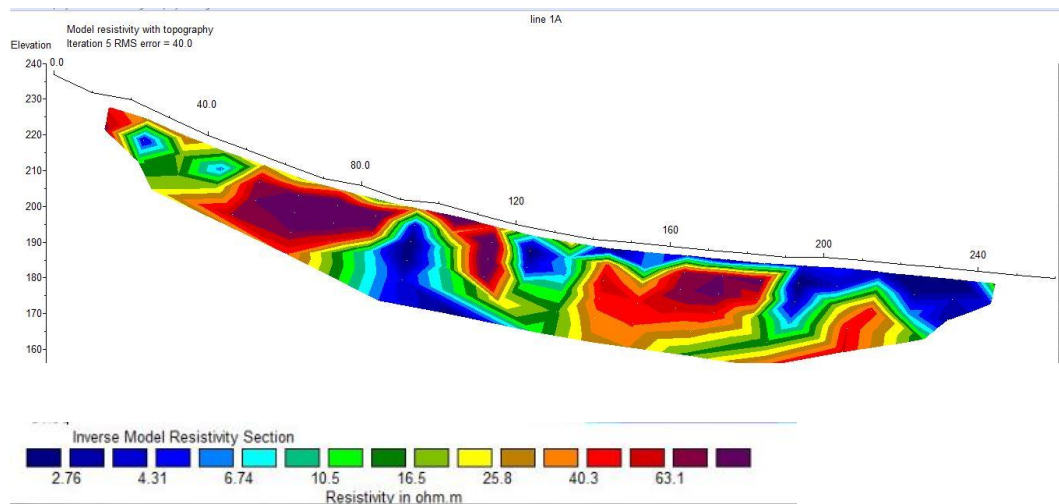 line 1A
Model resistivity with topography
Iteration 5 RMS error = 40.0
Elevation
240
230
220
210
200
190
180
170
160
0.0
40.0
80.0
120
160
200
240
Inverse Model Resistivity Section
2.76 4.31 6.74 10.5 16.5 25.8 40.3 63.1
Resistivity in ohm.m